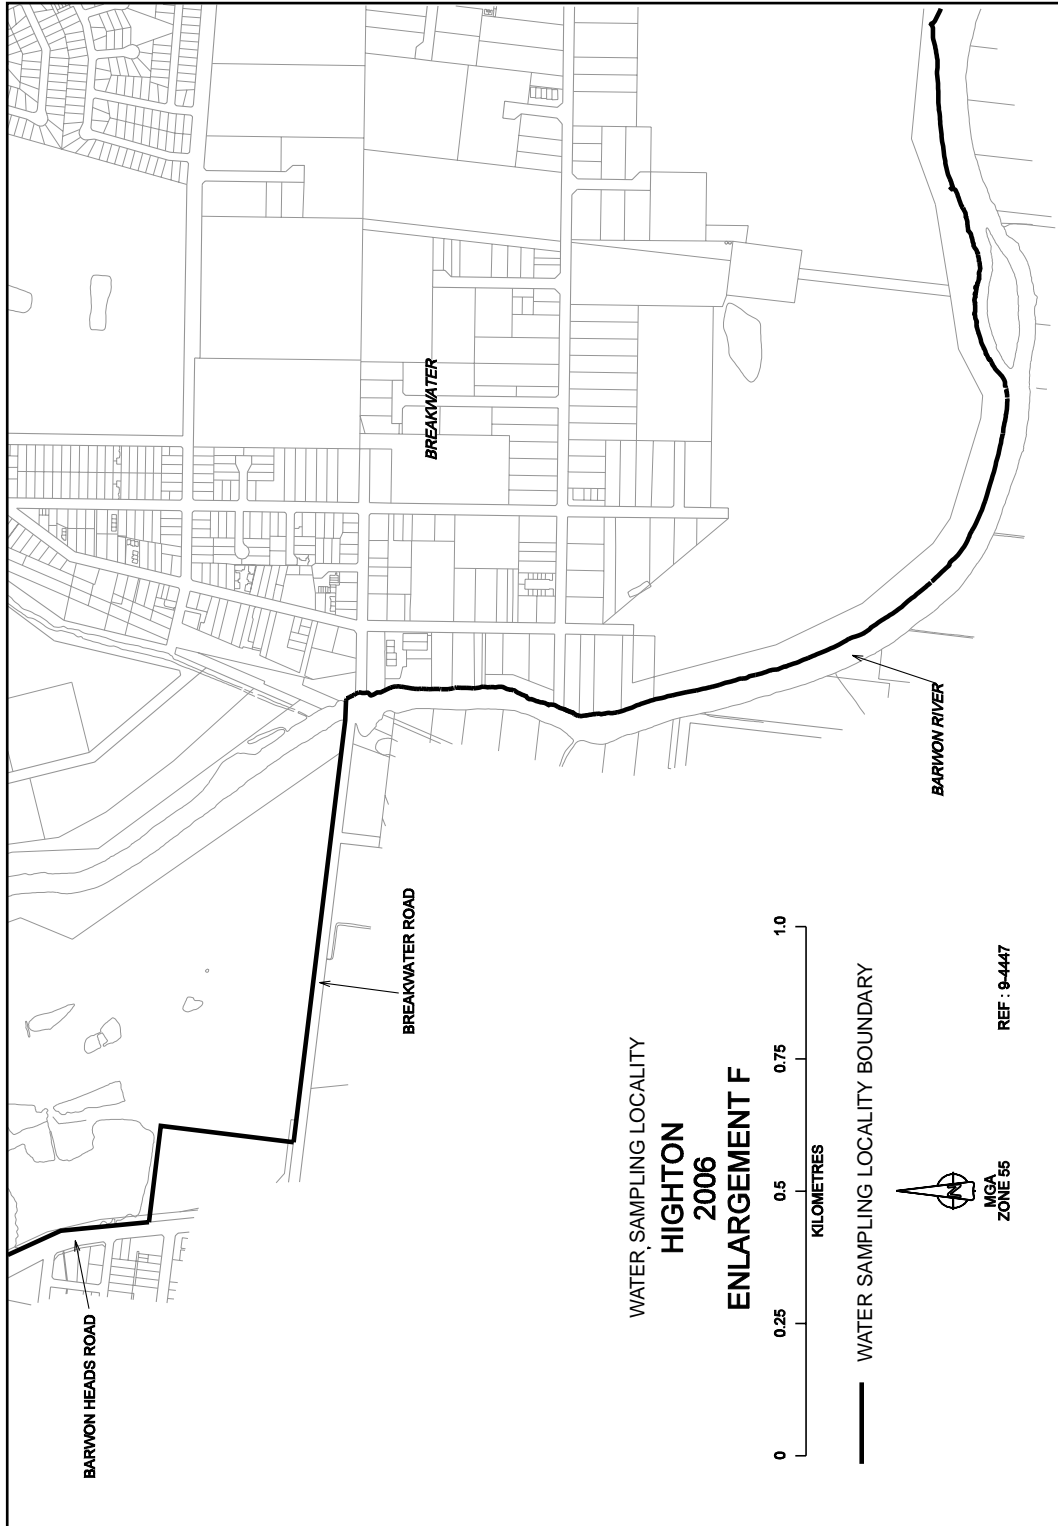 BARWON HEADS ROAD
BREAKWATER ROAD
BREAKWATER
BARWON RIVER
WATER SAMPLING LOCALITY
HIGHTON
2006
ENLARGEMENT F
0 0.25 0.5 0.75 1.0
KILOMETRES
WATER SAMPLING LOCALITY BOUNDARY
N
MGA
ZONE 55
REF : 9-4447